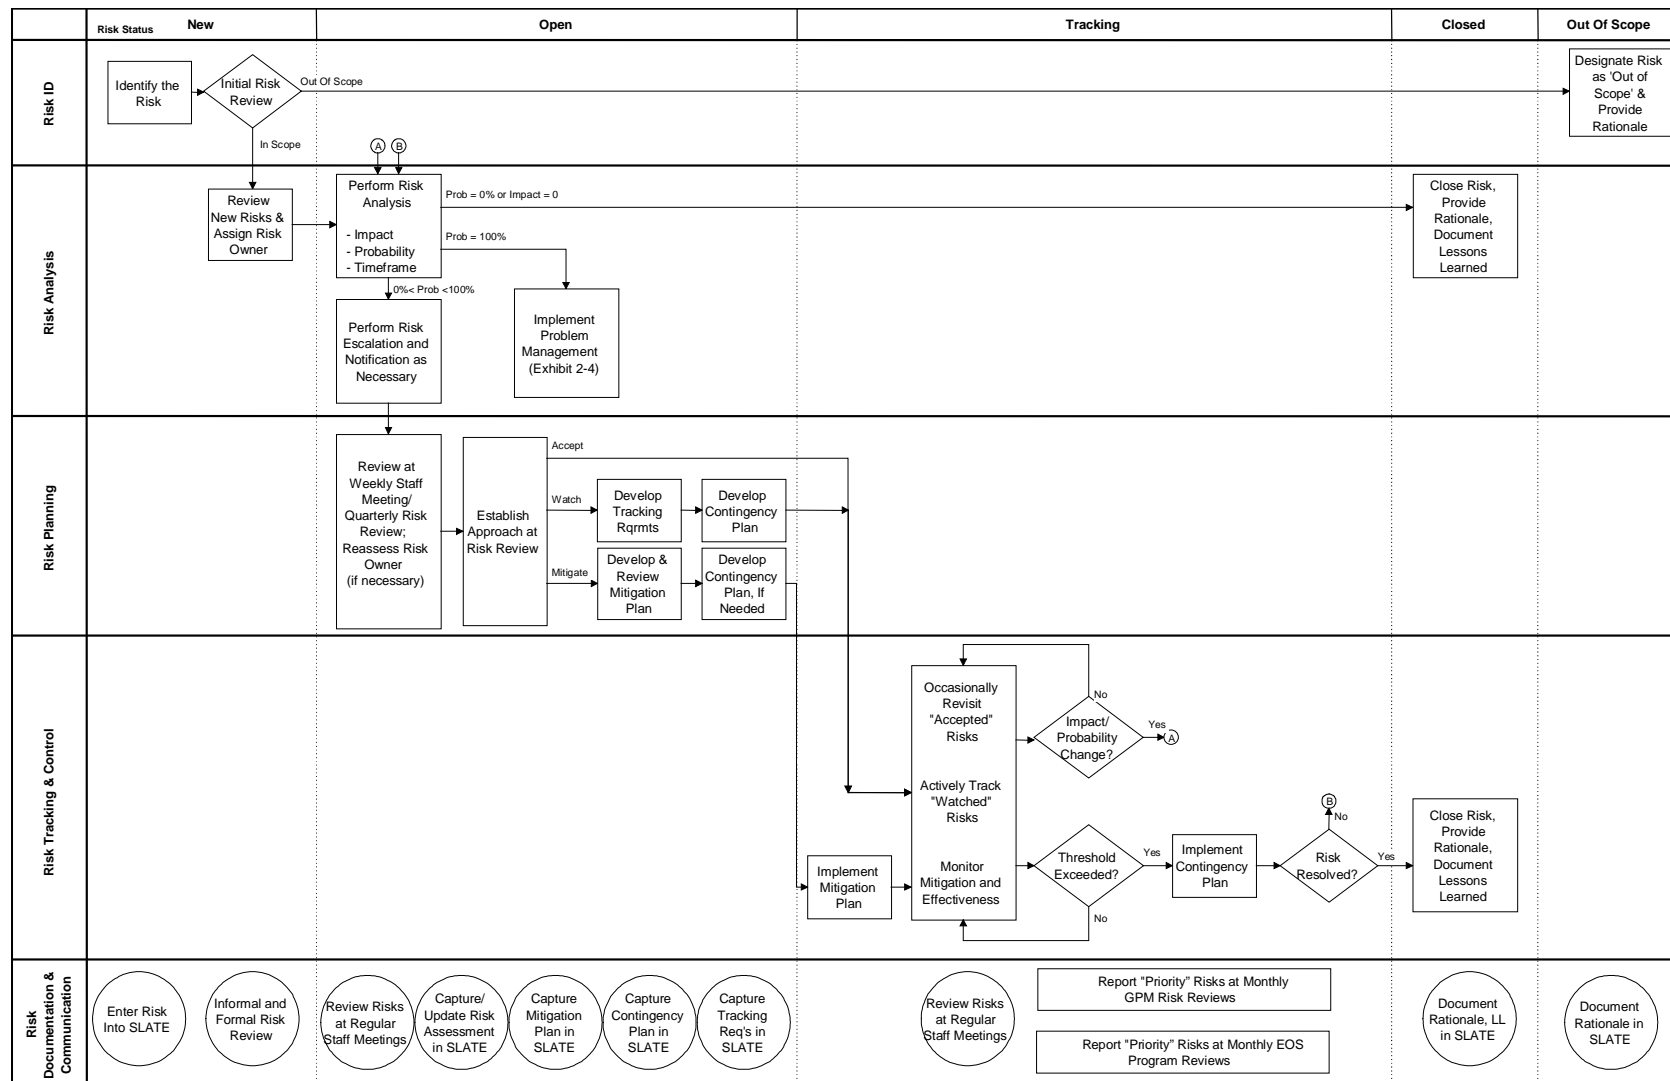 Risk Status
New
Open
Tracking
Closed
Out Of Scope
Risk ID
Identify the
Risk
Initial Risk
Review
Out Of Scope
In Scope
Designate Risk
as 'Out of
Scope' &
Provide
Rationale
A
B
Risk Analysis
Review
New Risks &
Assign Risk
Owner
Perform Risk
Analysis
- Impact
- Probability
- Timeframe
Prob = 0% or Impact = 0
Prob = 100%
0%< Prob <100%
Perform Risk
Escalation and
Notification as
Necessary
Implement
Problem
Management
(Exhibit 2-4)
Close Risk,
Provide
Rationale,
Document
Lessons
Learned
Risk Planning
Review at
Weekly Staff
Meeting/
Quarterly Risk
Review;
Reassess Risk
Owner
(if necessary)
Establish
Approach at
Risk Review
Accept
Watch
Mitigate
Develop
Tracking
Rqrmts
Develop
Contingency
Plan
Develop &
Review
Mitigation
Plan
Develop
Contingency
Plan, If
Needed
Risk Tracking & Control
Implement
Mitigation
Plan
Occasionally
Revisit
"Accepted"
Risks
Actively Track
"Watched"
Risks
Monitor
Mitigation and
Effectiveness
No
Impact/
Probability
Change?
Yes
A
Threshold
Exceeded?
Yes
No
Implement
Contingency
Plan
B
No
Risk
Resolved?
Yes
Close Risk,
Provide
Rationale,
Document
Lessons
Learned
Risk
Documentation &
Communication
Enter Risk
Into SLATE
Informal and
Formal Risk
Review
Review Risks
at Regular
Staff Meetings
Capture/
Update Risk
Assessment
in SLATE
Capture
Mitigation
Plan in
SLATE
Capture
Contingency
Plan in
SLATE
Capture
Tracking
Req's in
SLATE
Review Risks
at Regular
Staff Meetings
Report "Priority" Risks at Monthly
GPM Risk Reviews
Report "Priority" Risks at Monthly EOS
Program Reviews
Document
Rationale, LL
in SLATE
Document
Rationale in
SLATE